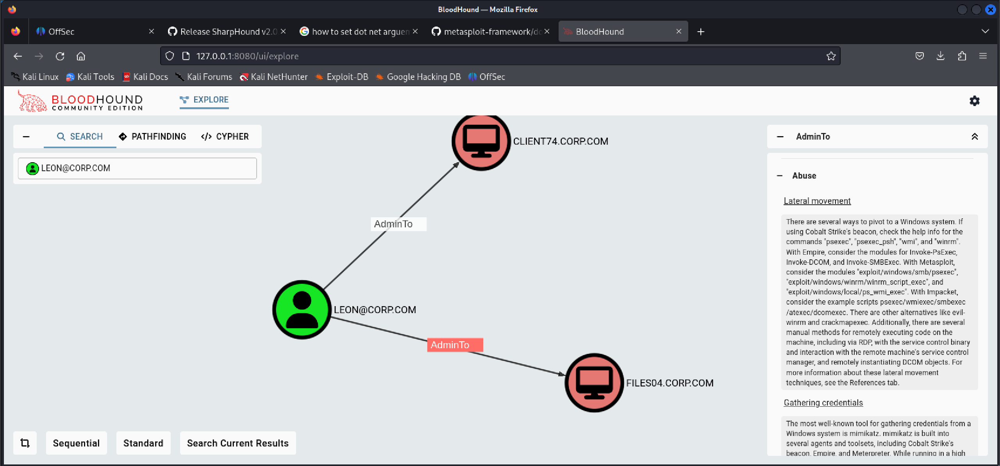 BloodHound — Mozilla Firefox
OffSec
Release SharpHound v2.0
how to set dot net arguem
metasploit-framework/do
BloodHound
127.0.0.1:8080/ui/explore
Kali Linux
Kali Tools
Kali Docs
Kali Forums
Kali NetHunter
Exploit-DB
Google Hacking DB
OffSec
BLOODHOUND
COMMUNITY EDITION
EXPLORE
SEARCH
PATHFINDING
CYPHER
LEON@CORP.COM
CLIENT74.CORP.COM
AdminTo
LEON@CORP.COM
AdminTo
FILES04.CORP.COM
Sequential
Standard
Search Current Results
AdminTo
Abuse
Lateral movement
There are several ways to pivot to a Windows system. If
using Cobalt Strike's beacon, check the help info for the
commands "psexec", "psexec_psh", "wmi", and "winrm".
With Empire, consider the modules for Invoke-PsExec,
Invoke-DCOM, and Invoke-SMBExec. With Metasploit,
consider the modules "exploit/windows/smb/psexec",
"exploit/windows/winrm/winrm_script_exec", and
"exploit/windows/local/ps_wmi_exec". With Impacket,
consider the example scripts psexec/wmiexec/smbexec
/atexec/dcomexec. There are other alternatives like evil-
winrm and crackmapexec. Additionally, there are several
manual methods for remotely executing code on the
machine, including via RDP, with the service control binary
and interaction with the remote machine's service control
manager, and remotely instantiating DCOM objects. For
more information about these lateral movement
techniques, see the References tab.
Gathering credentials
The most well-known tool for gathering credentials from a
Windows system is mimikatz. mimikatz is built into
several agents and toolsets, including Cobalt Strike's
beacon, Empire, and Meterpreter. While running in a high